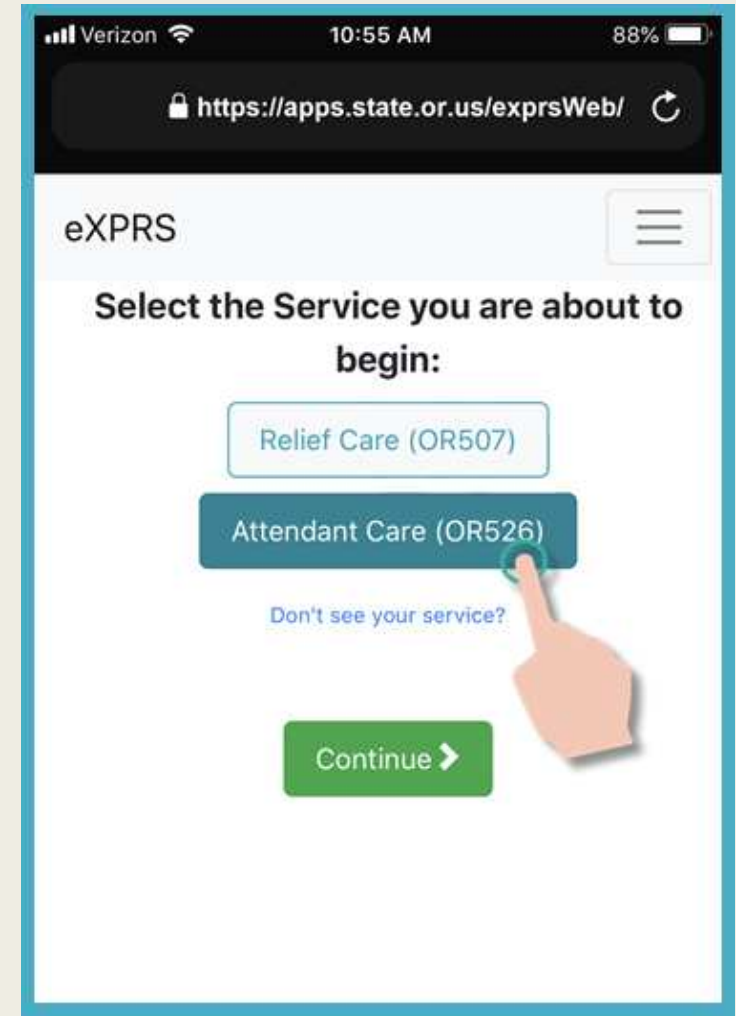 Verizon 10:55 AM 88%
https://apps.state.or.us/exprsWeb/
eXPRS
Select the Service you are about to
begin:
Relief Care (OR507)
Attendant Care (OR526)
Don't see your service?
Continue